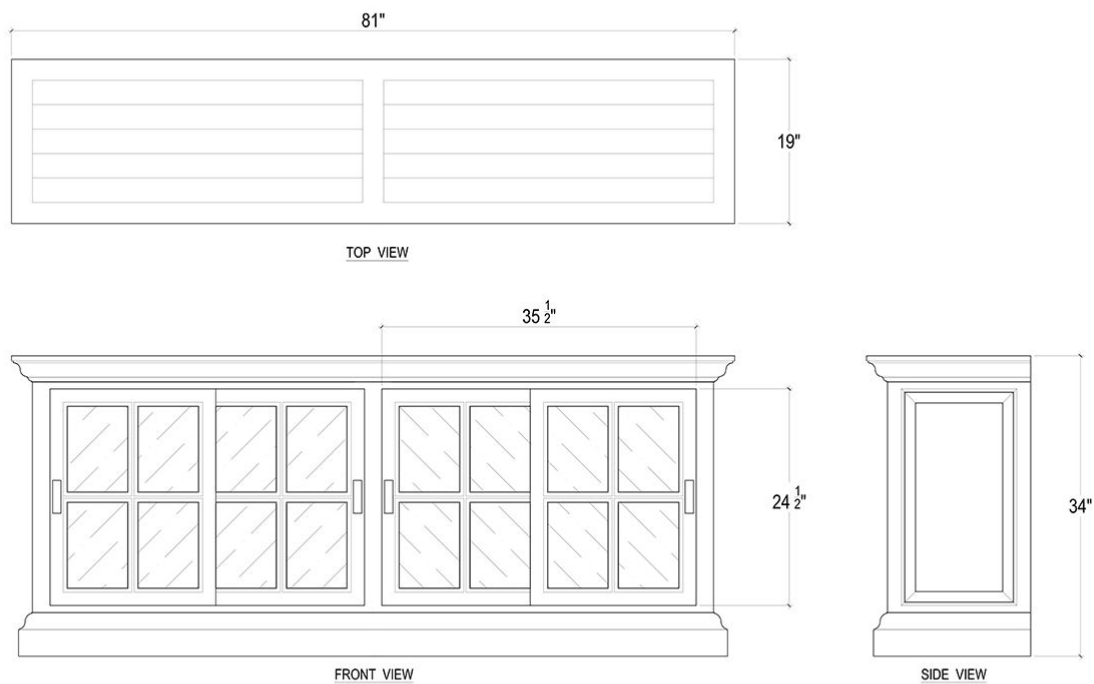 81"
19"
TOP VIEW
35 1/2"
24 1/2"
34"
FRONT VIEW
SIDE VIEW